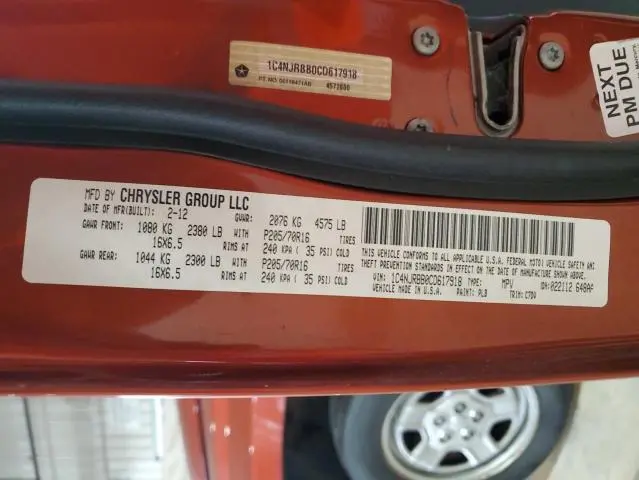 1C4NJRBB0CD617918
4572600
NEXT
PM DUE
MFD BY CHRYSLER GROUP LLC
DATE OF MFR(BUILT): 2-12 GVWR: 2076 KG 4575 LB
GAWR FRONT: 1080 KG 2380 LB WITH P205/70R16 TIRES
16X6.5 RIMS AT 240 KPA ( 35 PSI) COLD
GAWR REAR: 1044 KG 2300 LB WITH P205/70R16 TIRES
16X6.5 RIMS AT 240 KPA ( 35 PSI) COLD
THIS VEHICLE CONFORMS TO ALL APPLICABLE U.S.A. FEDERAL MOTOR VEHICLE SAFETY AND
THEFT PREVENTION STANDARDS IN EFFECT ON THE DATE OF MANUFACTURE SHOWN ABOVE.
VIN: 1C4NJRBB0CD617918 TYPE: MPV MDH:022112 648AA
VEHICLE MADE IN U.S.A. PAINT: PLB TRIM: C7DV